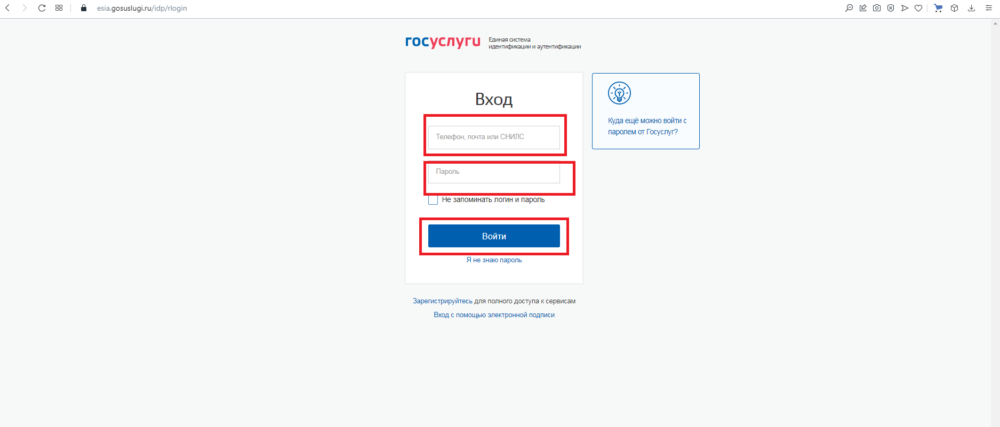 esia.gosuslugi.ru/idp/rlogin
госуслуги
Единая система
идентификации и аутентификации
Вход
Телефон, почта или СНИЛС
Пароль
Не запоминать логин и пароль
Войти
Я не знаю пароль
Куда ещё можно войти с
паролем от Госуслуг?
Зарегистрируйтесь для полного доступа к сервисам
Вход с помощью электронной подписи